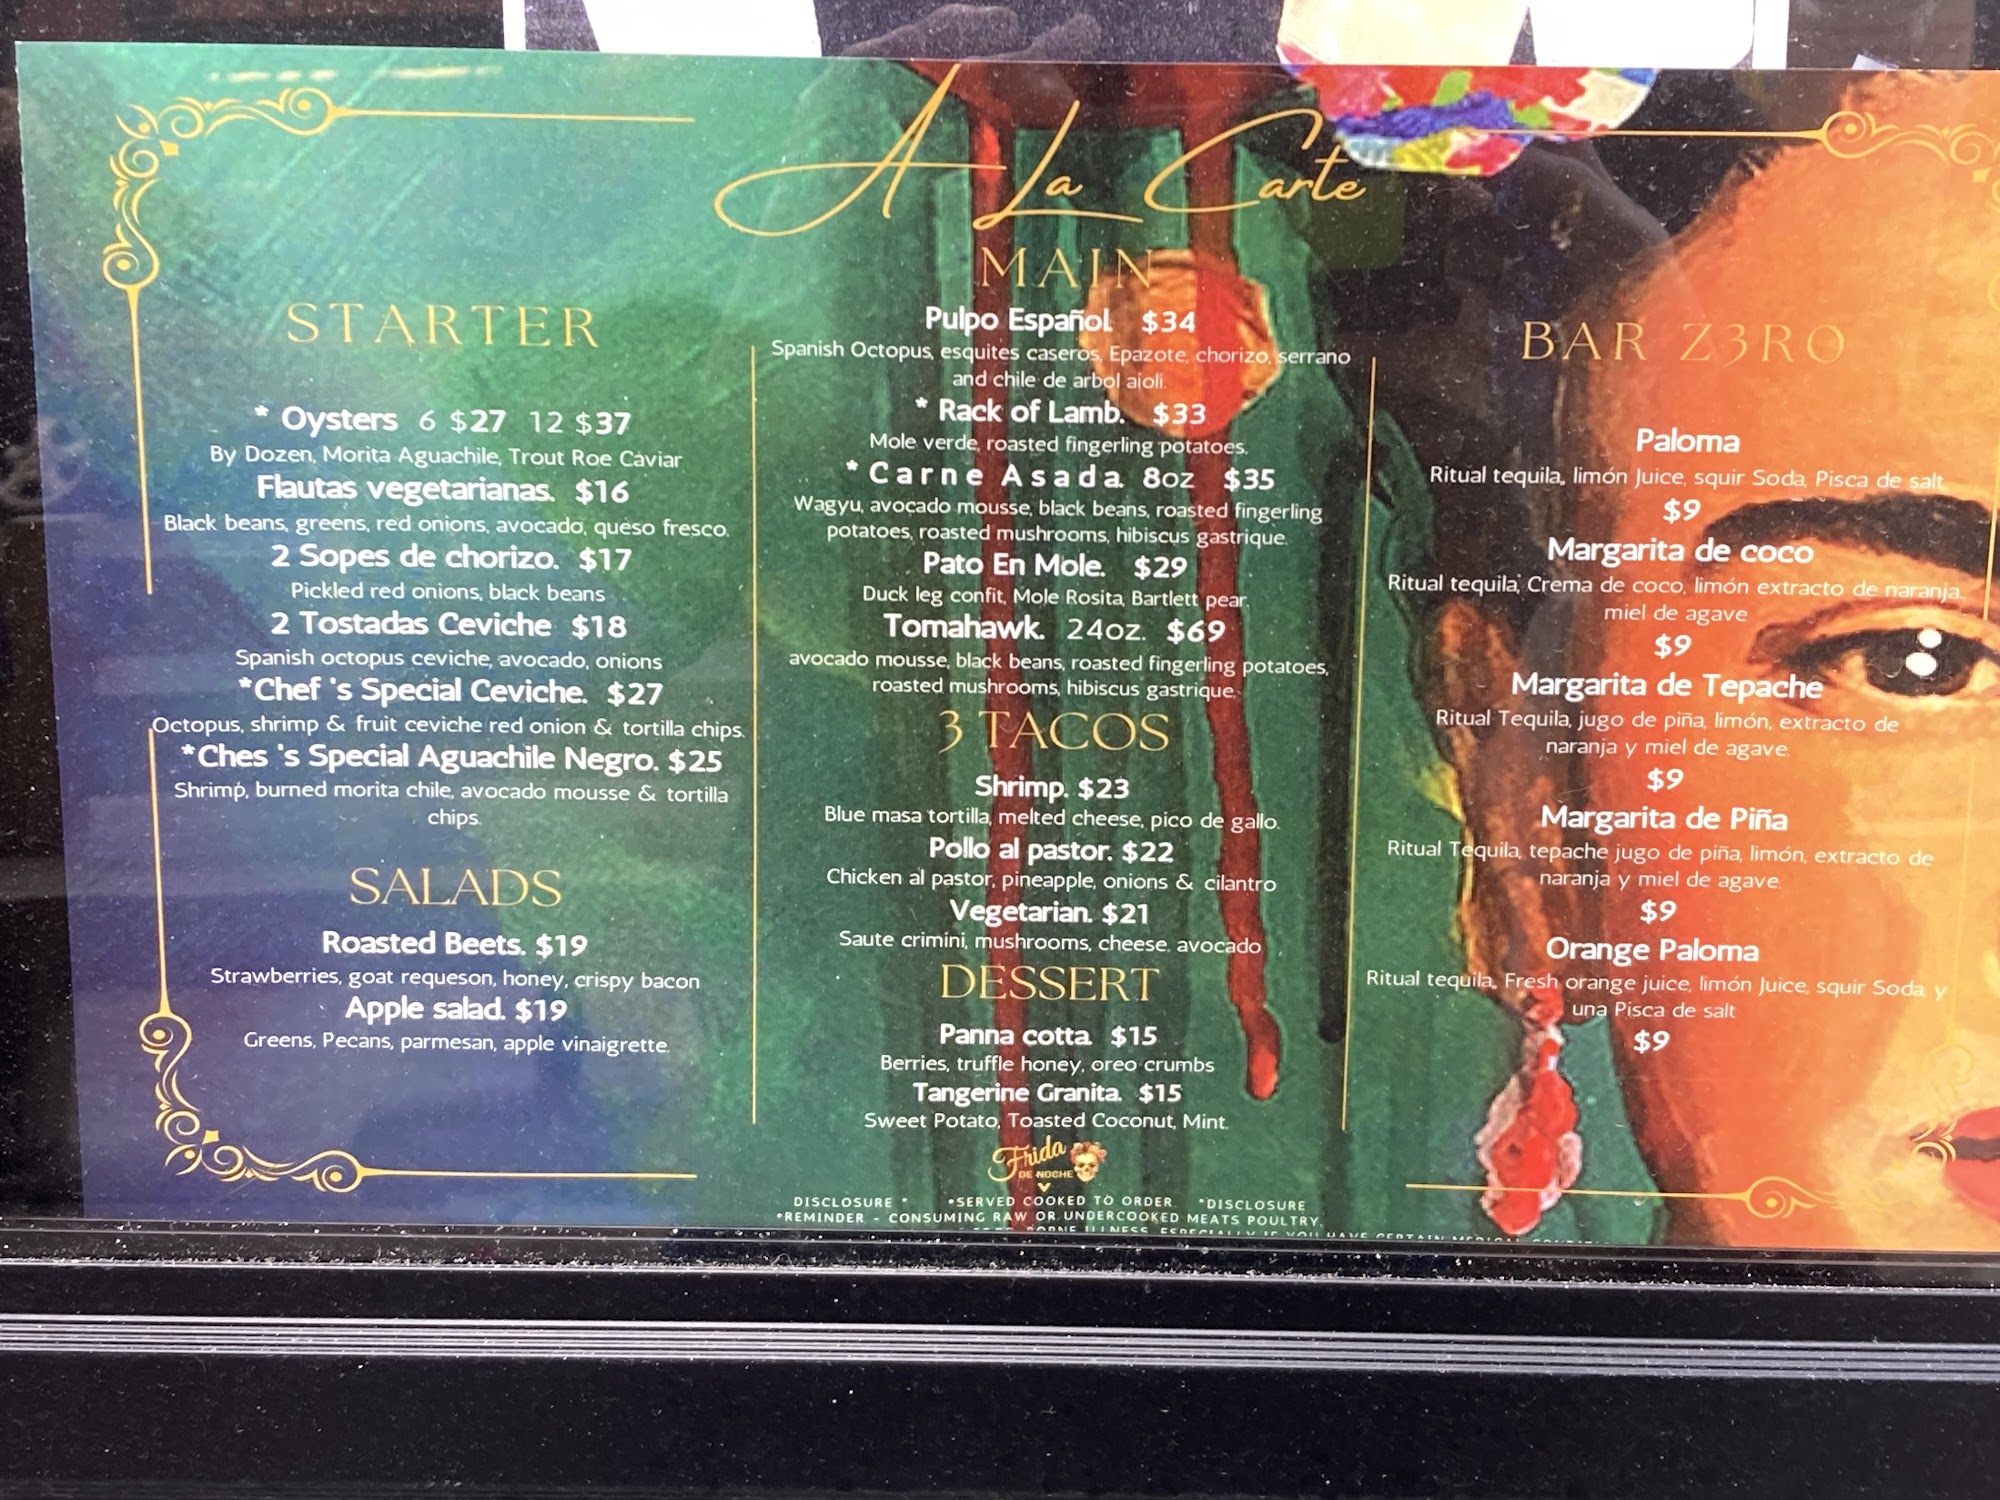 A La Carte
STARTER
* Oysters 6 $27 12 $37
By Dozen, Morita Aguachile, Trout Roe Caviar
Flautas vegetarianas. $16
Black beans, greens, red onions, avocado, queso fresco.
2 Sopes de chorizo. $17
Pickled red onions, black beans
2 Tostadas Ceviche $18
Spanish octopus ceviche, avocado, onions
*Chef 's Special Ceviche. $27
Octopus, shrimp & fruit ceviche red onion & tortilla chips.
*Ches 's Special Aguachile Negro. $25
Shrimp, burned morita chile, avocado mousse & tortilla
chips.
SALADS
Roasted Beets. $19
Strawberries, goat requeson, honey, crispy bacon
Apple salad. $19
Greens, Pecans, parmesan, apple vinaigrette.
MAIN
Pulpo Español. $34
Spanish Octopus, esquites caseros, Epazote, chorizo, serrano
and chile de arbol aioli.
* Rack of Lamb. $33
Mole verde, roasted fingerling potatoes.
* Carne Asada. 8oz $35
Wagyu, avocado mousse, black beans, roasted fingerling
potatoes, roasted mushrooms, hibiscus gastrique.
Pato En Mole. $29
Duck leg confit, Mole Rosita, Bartlett pear.
Tomahawk. 24oz. $69
avocado mousse, black beans, roasted fingerling potatoes,
roasted mushrooms, hibiscus gastrique.
3 TACOS
Shrimp. $23
Blue masa tortilla, melted cheese, pico de gallo.
Pollo al pastor. $22
Chicken al pastor, pineapple, onions & cilantro
Vegetarian. $21
Saute crimini, mushrooms, cheese. avocado
DESSERT
Panna cotta. $15
Berries, truffle honey, oreo crumbs
Tangerine Granita. $15
Sweet Potato, Toasted Coconut, Mint.
Frida
DE NOCHE
DISCLOSURE * *SERVED COOKED TO ORDER *DISCLOSURE
*REMINDER - CONSUMING RAW OR UNDERCOOKED MEATS POULTRY,
BORNE ILLNESS, ESPECIALLY IF YOU HAVE CERTAIN MEDICAL
BAR Z3RO
Paloma
Ritual tequila, limón Juice, squir Soda, Pisca de salt
$9
Margarita de coco
Ritual tequila, Crema de coco, limón extracto de naranja,
miel de agave
$9
Margarita de Tepache
Ritual Tequila, jugo de piña, limón, extracto de
naranja y miel de agave.
$9
Margarita de Piña
Ritual Tequila, tepache jugo de piña, limón, extracto de
naranja y miel de agave.
$9
Orange Paloma
Ritual tequila, Fresh orange juice, limón Juice, squir Soda, y
una Pisca de salt
$9